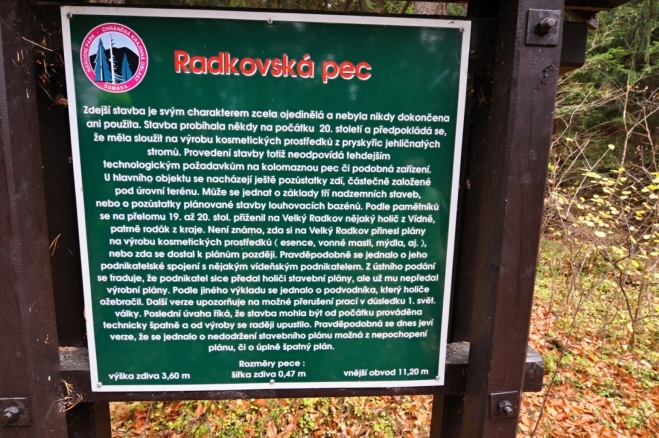 NÁRODNÍ PARK - CHRÁNĚNÁ KRAJINNÁ OBLAST
ŠUMAVA
Radkovská pec
Zdejší stavba je svým charakterem zcela ojedinělá a nebyla nikdy dokončena
ani použita. Stavba probíhala někdy na počátku 20. století a předpokládá se,
že měla sloužit na výrobu kosmetických prostředků z pryskyřic jehličnatých
stromů. Provedení stavby totiž neodpovídá tehdejším
technologickým požadavkům na kolomaznou pec či podobná zařízení.
U hlavního objektu se nacházejí ještě pozůstatky zdí, částečně založené
pod úrovní terénu. Může se jednat o základy tří nadzemních staveb,
nebo o pozůstatky plánované stavby louhovacích bazénů. Podle pamětníků
se na přelomu 19. až 20. stol. přiženil na Velký Radkov nějaký holič z Vídně,
patrně rodák z kraje. Není známo, zda si na Velký Radkov přinesl plány
na výrobu kosmetických prostředků ( esence, vonné masti, mýdla, aj. ),
nebo zda se dostal k plánům později. Pravděpodobně se jednalo o jeho
podnikatelské spojení s nějakým vídeňským podnikatelem. Z ústního podání
se traduje, že podnikatel sice předal holiči stavební plány, ale už mu nepředal
výrobní plány. Podle jiného výkladu se jednalo o podvodníka, který holiče
ožebračil. Další verze upozorňuje na možné přerušení prací v důsledku 1. svět.
války. Poslední úvaha říká, že stavba mohla být od počátku prováděna
technicky špatně a od výroby se raději upustilo. Pravděpodobná se dnes jeví
verze, že se jednalo o nedodržení stavebního plánu možná z nepochopení
plánu, či o úplně špatný plán.
Rozměry pece :
výška zdiva 3,60 m šířka zdiva 0,47 m vnější obvod 11,20 m